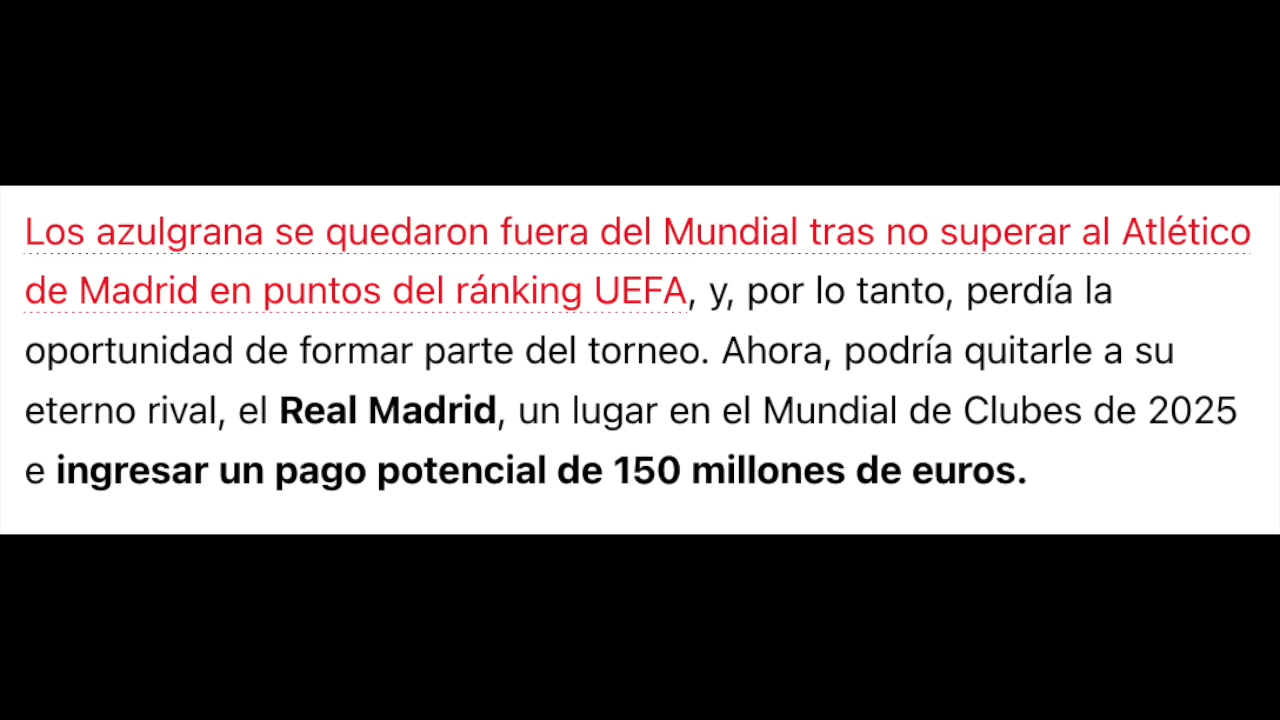 Los azulgrana se quedaron fuera del Mundial tras no superar al Atlético
de Madrid en puntos del ránking UEFA, y, por lo tanto, perdía la
oportunidad de formar parte del torneo. Ahora, podría quitarle a su
eterno rival, el Real Madrid, un lugar en el Mundial de Clubes de 2025
e ingresar un pago potencial de 150 millones de euros.